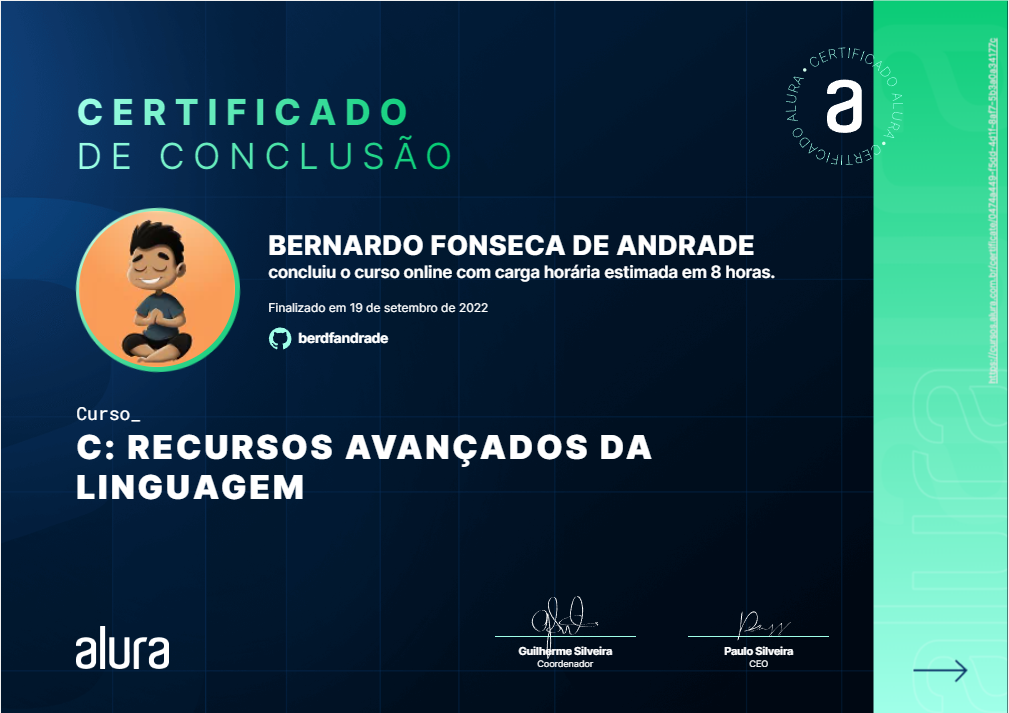 CERTIFICADO
DE CONCLUSÃO
CERTIFICADO ALURA • CERTIFICADO ALURA •
a
BERNARDO FONSECA DE ANDRADE
concluiu o curso online com carga horária estimada em 8 horas.
Finalizado em 19 de setembro de 2022
berdfandrade
Curso_
C: RECURSOS AVANÇADOS DA
LINGUAGEM
alura
Guilherme Silveira
Coordenador
Paulo Silveira
CEO
alura